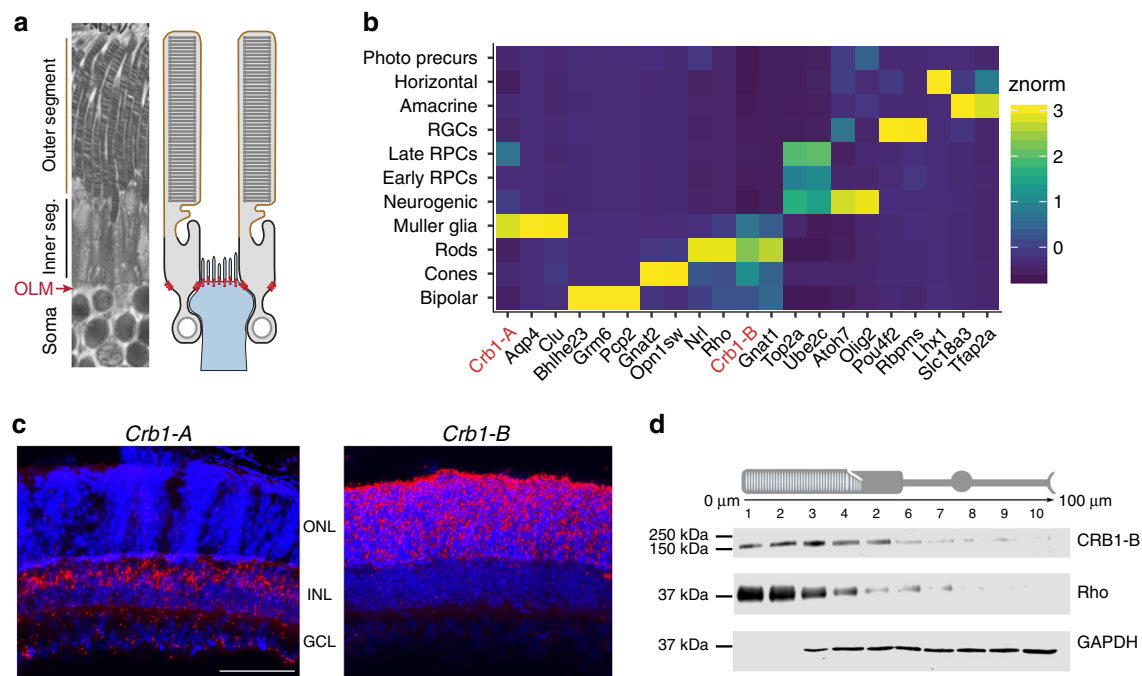 a
Outer segment
Inner seg.
OLM
Soma
b
Photo precurs
Horizontal
Amacrine
RGCs
Late RPCs
Early RPCs
Neurogenic
Muller glia
Rods
Cones
Bipolar
Crb1-A
Aqp4
Clu
Bhlhe23
Grm6
Pcp2
Gnat2
Opn1sw
Nrl
Rho
Crb1-B
Gnat1
Top2a
Ube2c
Atoh7
Olig2
Pou4f2
Rbpms
Lhx1
Slc18a3
Tfap2a
znorm
3
2
1
0
c
Crb1-A
Crb1-B
ONL
INL
GCL
d
0 μm 100 μm
1 2 3 4 2 6 7 8 9 10
250 kDa
150 kDa
CRB1-B
37 kDa
Rho
37 kDa
GAPDH